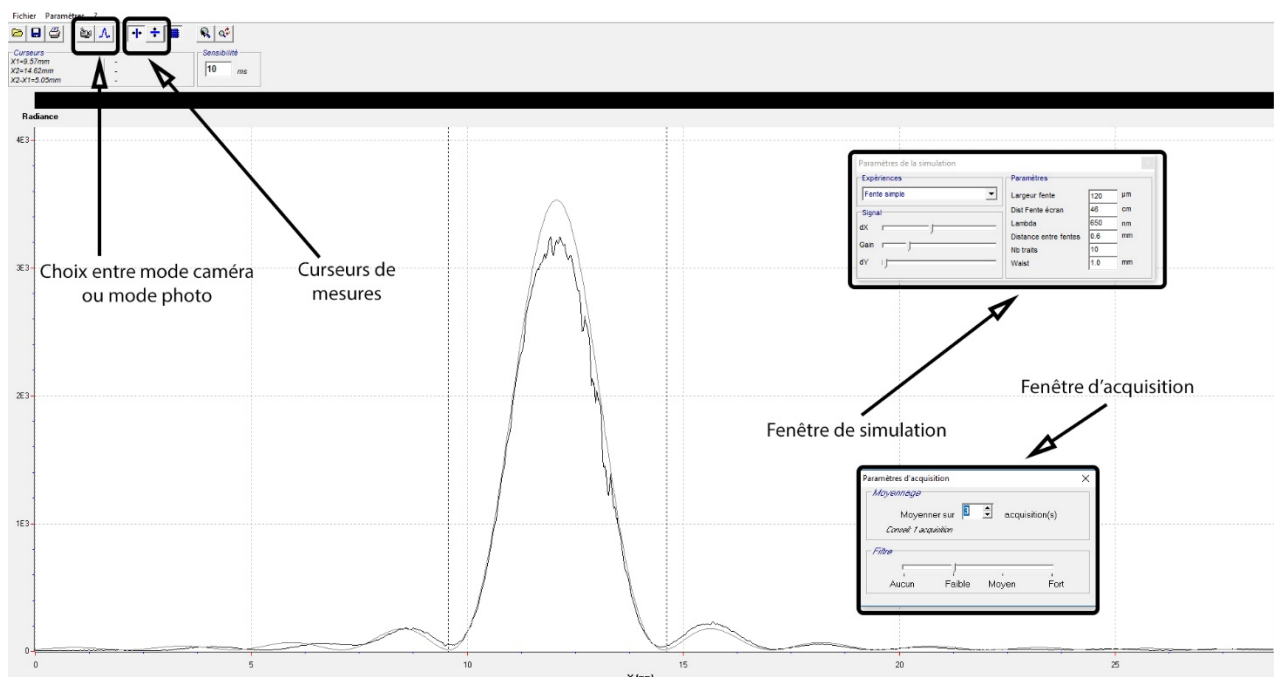 Fichier Paramètres ?
Curseurs
X1=9.57mm -
X2=14.62mm -
X2-X1=5.05mm -
Sensibilité
10 ms
Radiance
4E3
3E3
2E3
1E3
0
0 5 10 15 20 25
Choix entre mode caméra
ou mode photo
Curseurs de
mesures
Paramètres de la simulation
Expériences
Fente simple
Signal
dX
Gain
dY
Paramètres
Largeur fente 120 µm
Dist Fente écran 46 cm
Lambda 650 nm
Distance entre fentes 0.6 mm
Nb traits 10
Waist 1.0 mm
Fenêtre de simulation
Fenêtre d'acquisition
Paramètres d'acquisition
Moyennage
Moyenner sur 3 acquisition(s)
Conseil: 1 acquisition
Filtre
Aucun Faible Moyen Fort